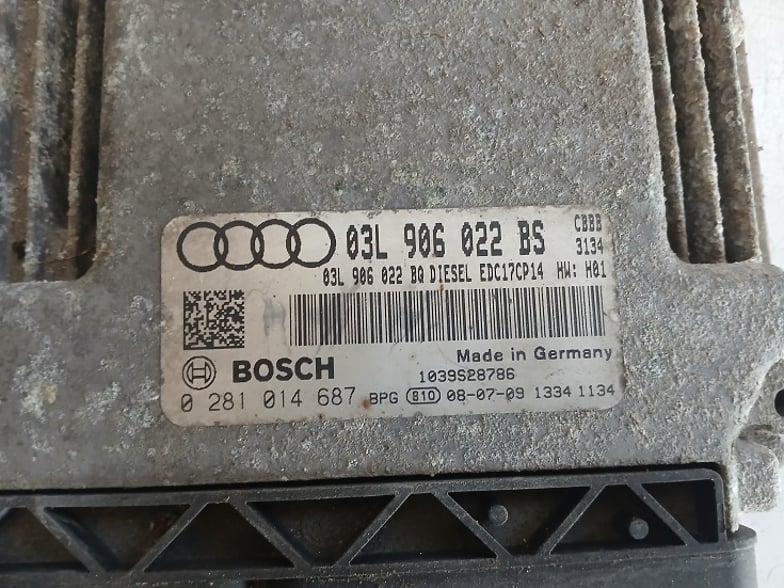 03L 906 022 BS CBBB 3134
03L 906 022 BQ DIESEL EDC17CP14 HW: H01
Made in Germany
BOSCH 1039S28786
0 281 014 687 BPG 810 08-07-09 1334 1134